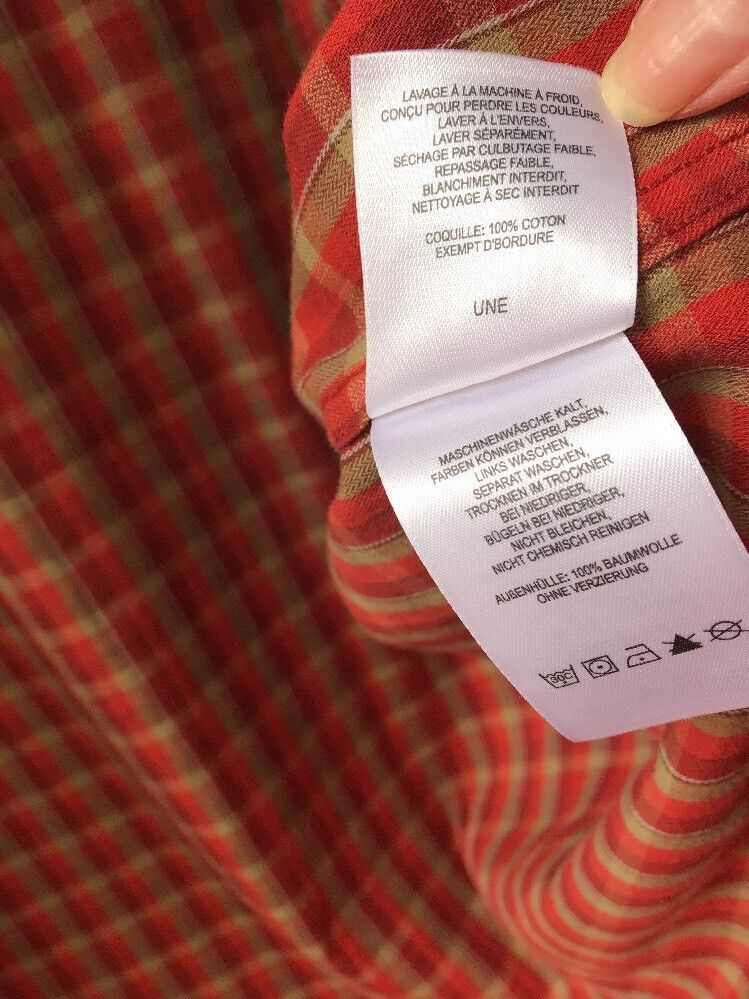 LAVAGE À LA MACHINE À FROID,
CONÇU POUR PERDRE LES COULEURS,
LAVER À L'ENVERS,
LAVER SÉPARÉMENT,
SÉCHAGE PAR CULBUTAGE FAIBLE,
REPASSAGE FAIBLE,
BLANCHIMENT INTERDIT,
NETTOYAGE À SEC INTERDIT
COQUILLE: 100% COTON
EXEMPT D'BORDURE
UNE
MASCHINENWÄSCHE KALT,
FARBEN KÖNNEN VERBLASSEN,
LINKS WASCHEN,
SEPARAT WASCHEN,
TROCKNEN IM TROCKNER
BEI NIEDRIGER,
BÜGELN BEI NIEDRIGER,
NICHT BLEICHEN,
NICHT CHEMISCH REINIGEN
AUßENHÜLLE: 100% BAUMWOLLE
OHNE VERZIERUNG
30C